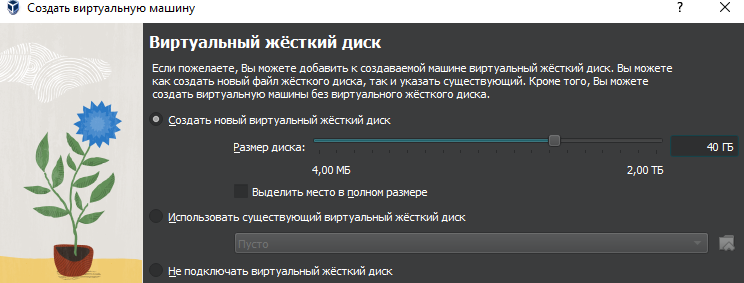 Создать виртуальную машину
Виртуальный жёсткий диск
Если пожелаете, Вы можете добавить к создаваемой машине виртуальный жёсткий диск. Вы можете
как создать новый файл жёсткого диска, так и указать существующий. Кроме того, Вы можете
создать виртуальную машины без виртуального жёсткого диска.
Создать новый виртуальный жёсткий диск
Размер диска:
40 ГБ
4,00 МБ
2,00 ТБ
Выделить место в полном размере
Использовать существующий виртуальный жёсткий диск
Пусто
Не подключать виртуальный жёсткий диск